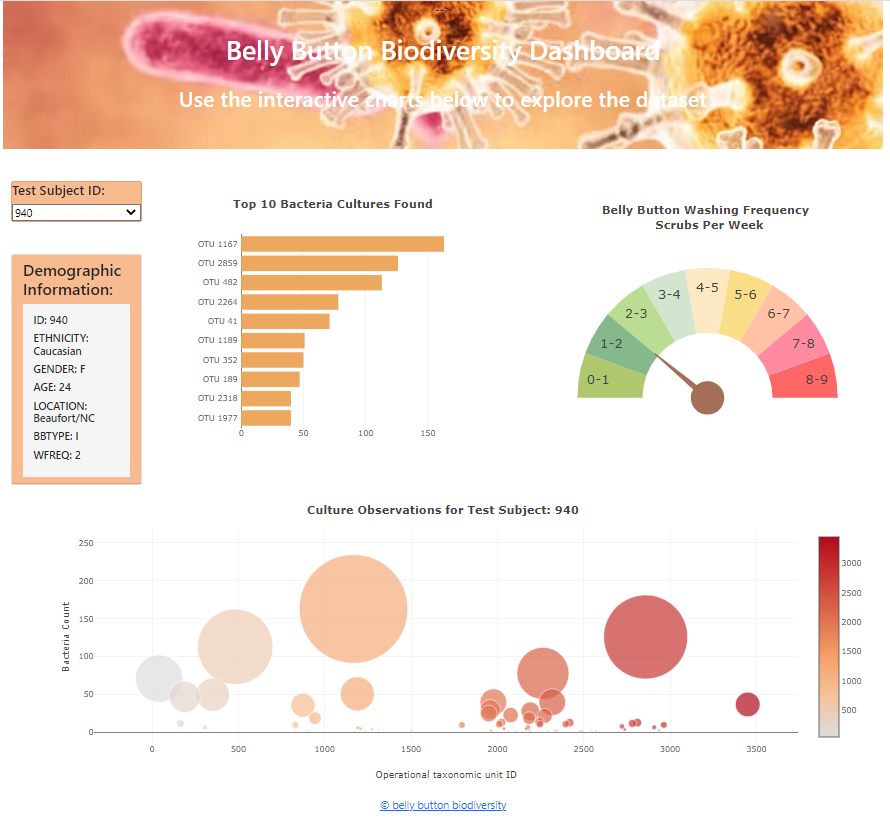 -->
Belly Button Biodiversity Dashboard
Use the interactive charts below to explore the dataset
Test Subject ID:
940
Demographic
Information:
ID: 940
ETHNICITY:
Caucasian
GENDER: F
AGE: 24
LOCATION:
Beaufort/NC
BBTYPE: I
WFREQ: 2
Top 10 Bacteria Cultures Found
OTU 1167
OTU 2859
OTU 482
OTU 2264
OTU 41
OTU 1189
OTU 352
OTU 189
OTU 2318
OTU 1977
0 50 100 150
Belly Button Washing Frequency
Scrubs Per Week
0-1
1-2
2-3
3-4
4-5
5-6
6-7
7-8
8-9
Culture Observations for Test Subject: 940
Bacteria Count
250
200
150
100
50
0
0 500 1000 1500 2000 2500 3000 3500
Operational taxonomic unit ID
3000
2500
2000
1500
1000
500
© belly button biodiversity